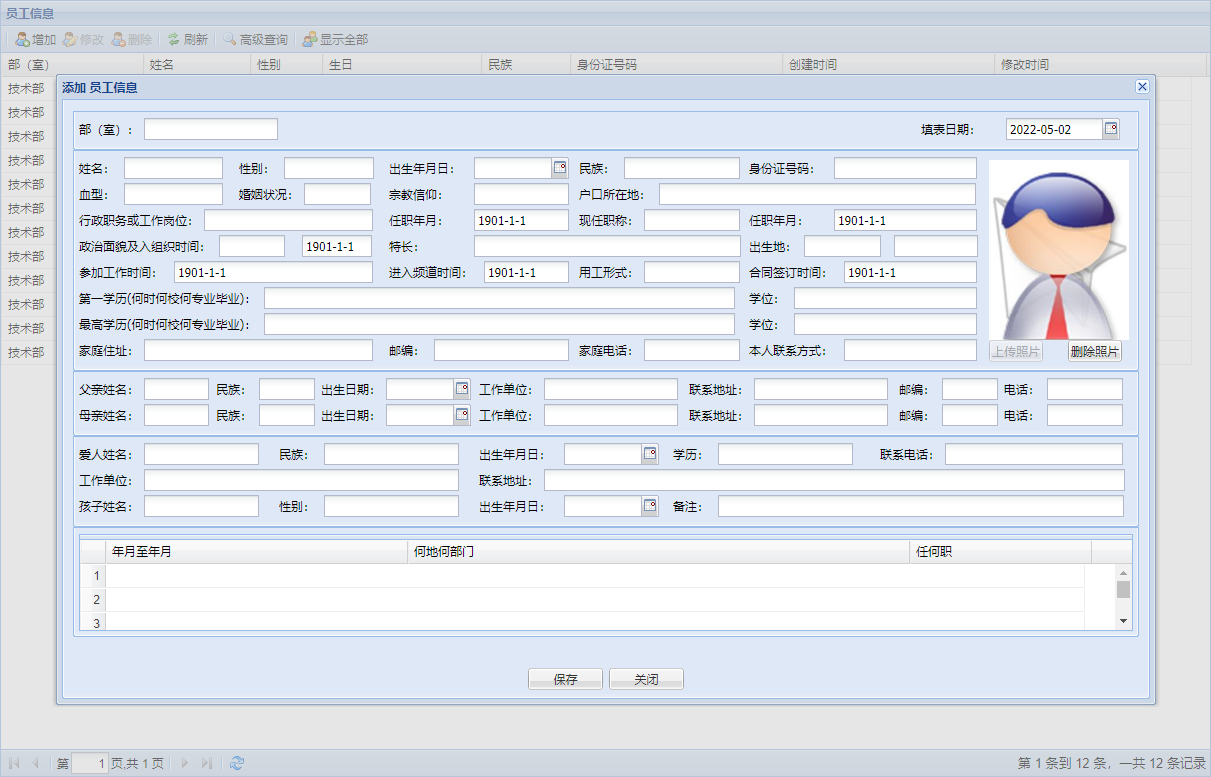 员工信息
增加 修改 删除 刷新 高级查询 显示全部
部（室） 姓名 性别 生日 民族 身份证号码 创建时间 修改时间
技术部
添加 员工信息
技术部
部（室）: 填表日期: 2022-05-02
技术部
技术部
姓名: 性别: 出生年月日: 民族: 身份证号码:
技术部
血型: 婚姻状况: 宗教信仰: 户口所在地:
技术部
行政职务或工作岗位: 任职年月: 1901-1-1 现任职称: 任职年月: 1901-1-1
技术部
政治面貌及入组织时间: 1901-1-1 特长: 出生地:
技术部
参加工作时间: 1901-1-1 进入频道时间: 1901-1-1 用工形式: 合同签订时间: 1901-1-1
技术部
第一学历(何时何校何专业毕业): 学位:
技术部
最高学历(何时何校何专业毕业): 学位:
技术部
家庭住址: 邮编: 家庭电话: 本人联系方式: 上传照片 删除照片
技术部
父亲姓名: 民族: 出生日期: 工作单位: 联系地址: 邮编: 电话:
母亲姓名: 民族: 出生日期: 工作单位: 联系地址: 邮编: 电话:
爱人姓名: 民族: 出生年月日: 学历: 联系电话:
工作单位: 联系地址:
孩子姓名: 性别: 出生年月日: 备注:
年月至年月 何地何部门 任何职
1
2
3
保存 关闭
第 1 页,共 1 页 第 1 条到 12 条，一共 12 条记录